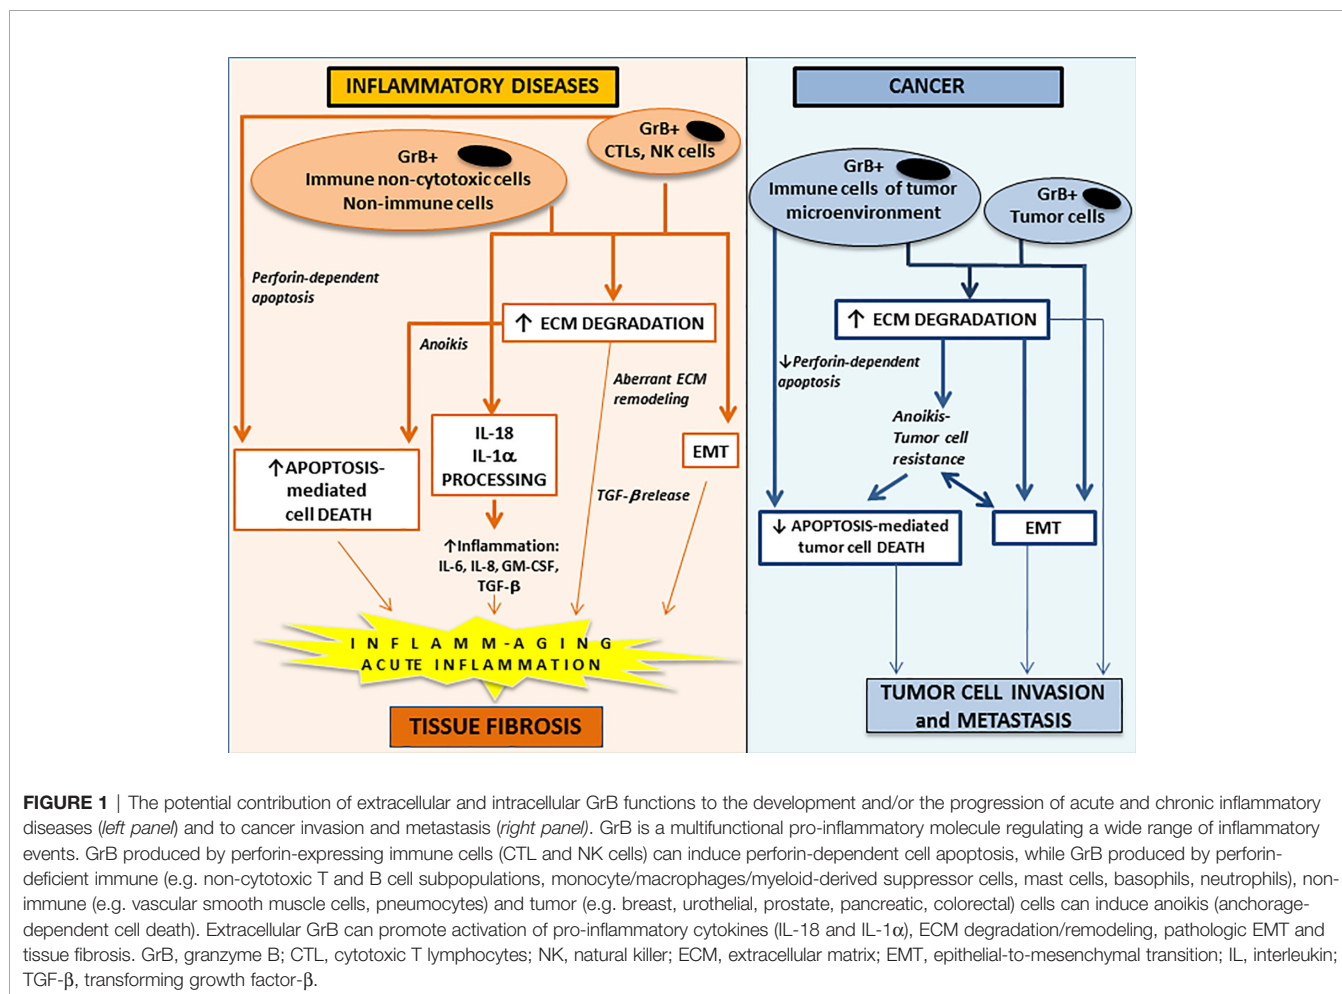 INFLAMMATORY DISEASES
GrB+
CTLs, NK cells
GrB+
Immune non-cytotoxic cells
Non-immune cells
Perforin-dependent
apoptosis
↑ ECM DEGRADATION
Anoikis
Aberrant ECM
remodeling
IL-18
IL-1α
PROCESSING
EMT
↑APOPTOSIS-
mediated
cell DEATH
TGF-β release
↑Inflammation:
IL-6, IL-8, GM-CSF,
TGF-β
INFLAMM-AGING
ACUTE INFLAMMATION
TISSUE FIBROSIS
CANCER
GrB+
Immune cells of tumor
microenvironment
GrB+
Tumor cells
↑ ECM DEGRADATION
↓Perforin-dependent
apoptosis
Anoikis-
Tumor cell
resistance
↓ APOPTOSIS-mediated
tumor cell DEATH
EMT
TUMOR CELL INVASION
and METASTASIS
FIGURE 1 | The potential contribution of extracellular and intracellular GrB functions to the development and/or the progression of acute and chronic inflammatory
diseases (left panel) and to cancer invasion and metastasis (right panel). GrB is a multifunctional pro-inflammatory molecule regulating a wide range of inflammatory
events. GrB produced by perforin-expressing immune cells (CTL and NK cells) can induce perforin-dependent cell apoptosis, while GrB produced by perforin-
deficient immune (e.g. non-cytotoxic T and B cell subpopulations, monocyte/macrophages/myeloid-derived suppressor cells, mast cells, basophils, neutrophils), non-
immune (e.g. vascular smooth muscle cells, pneumocytes) and tumor (e.g. breast, urothelial, prostate, pancreatic, colorectal) cells can induce anoikis (anchorage-
dependent cell death). Extracellular GrB can promote activation of pro-inflammatory cytokines (IL-18 and IL-1α), ECM degradation/remodeling, pathologic EMT and
tissue fibrosis. GrB, granzyme B; CTL, cytotoxic T lymphocytes; NK, natural killer; ECM, extracellular matrix; EMT, epithelial-to-mesenchymal transition; IL, interleukin;
TGF-β, transforming growth factor-β.